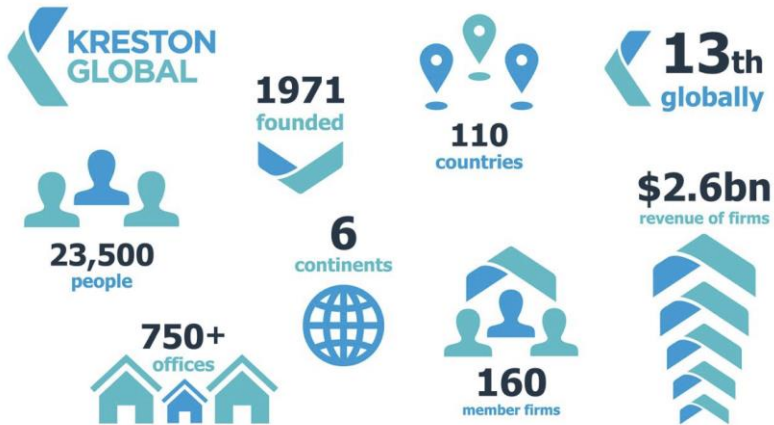 KRESTON
GLOBAL
1971
founded
110
countries
13th
globally
23,500
people
6
continents
$2.6bn
revenue of firms
750+
offices
160
member firms